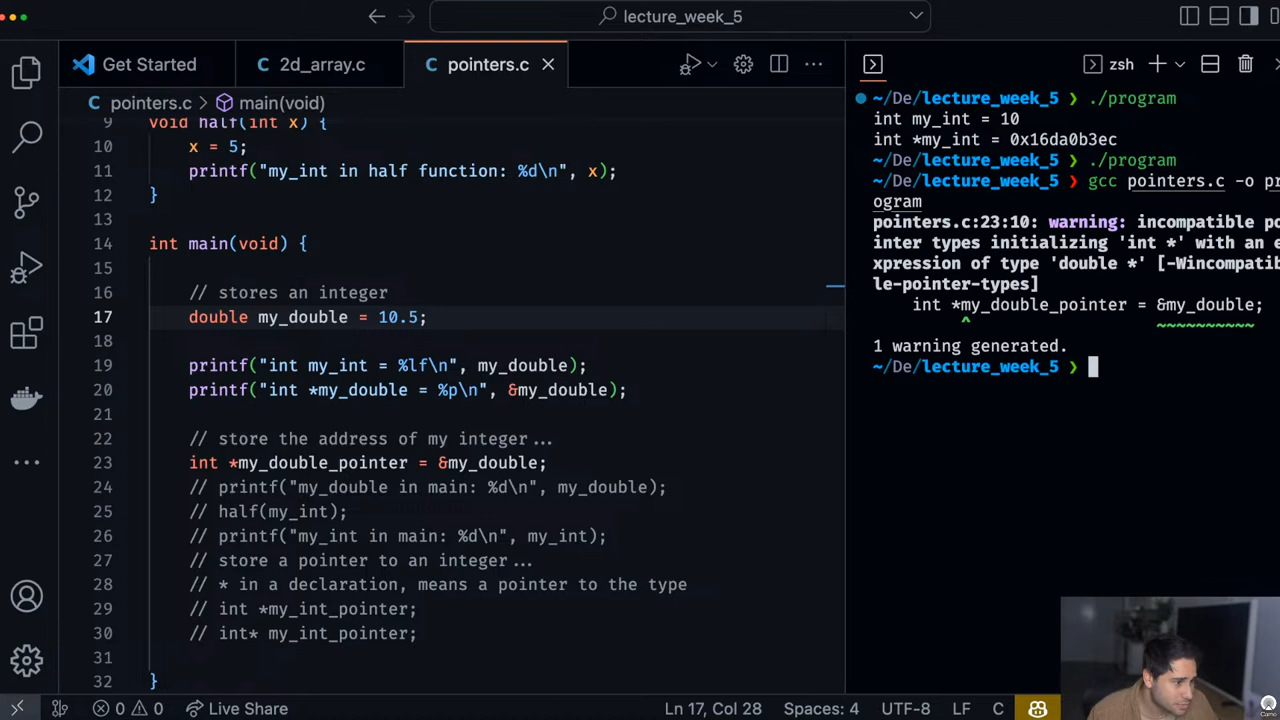 lecture_week_5
Get Started
C 2d_array.c
C pointers.c
zsh
C pointers.c > main(void)
9 void half(int x) {
10 x = 5;
11 printf("my_int in half function: %d\n", x);
12 }
13
14 int main(void) {
15
16 // stores an integer
17 double my_double = 10.5;
18
19 printf("int my_int = %lf\n", my_double);
20 printf("int *my_double = %p\n", &my_double);
21
22 // store the address of my integer...
23 int *my_double_pointer = &my_double;
24 // printf("my_double in main: %d\n", my_double);
25 // half(my_int);
26 // printf("my_int in main: %d\n", my_int);
27 // store a pointer to an integer...
28 // * in a declaration, means a pointer to the type
29 // int *my_int_pointer;
30 // int* my_int_pointer;
31
32 }
~/De/lecture_week_5 ❯ ./program
int my_int = 10
int *my_int = 0x16da0b3ec
~/De/lecture_week_5 ❯ ./program
~/De/lecture_week_5 ❯ gcc pointers.c -o pr
ogram
pointers.c:23:10: warning: incompatible po
inter types initializing 'int *' with an e
xpression of type 'double *' [-Wincompatib
le-pointer-types]
int *my_double_pointer = &my_double;
^ ~~~~~~~~~~
1 warning generated.
~/De/lecture_week_5 ❯
0 0 Live Share Ln 17, Col 28 Spaces: 4 UTF-8 LF C
Camo